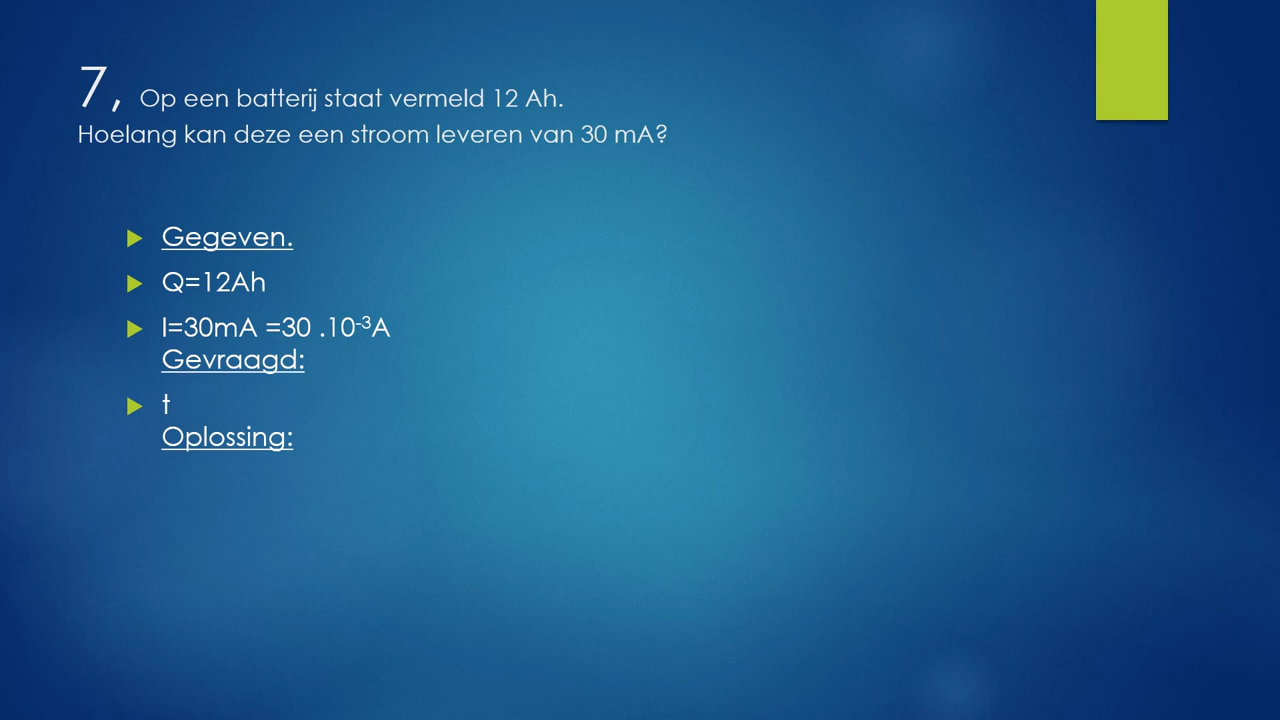 7, Op een batterij staat vermeld 12 Ah.
Hoelang kan deze een stroom leveren van 30 mA?
Gegeven.
Q=12Ah
I=30mA =30 .10⁻³A
Gevraagd:
t
Oplossing: